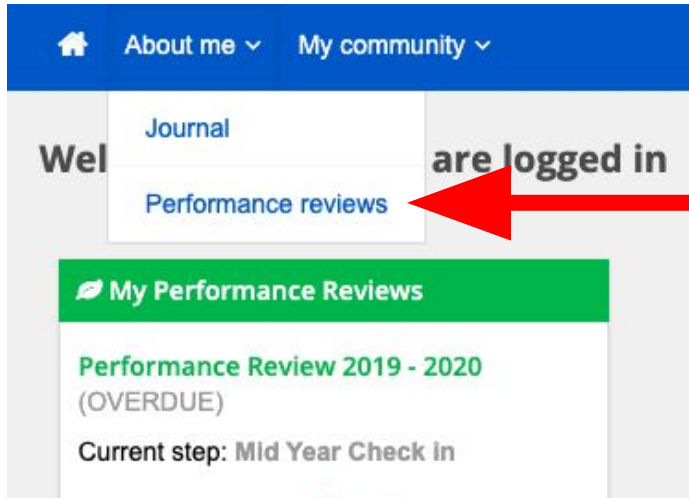 About me My community
Journal
Wel are logged in
Performance reviews
My Performance Reviews
Performance Review 2019 - 2020
(OVERDUE)
Current step: Mid Year Check in